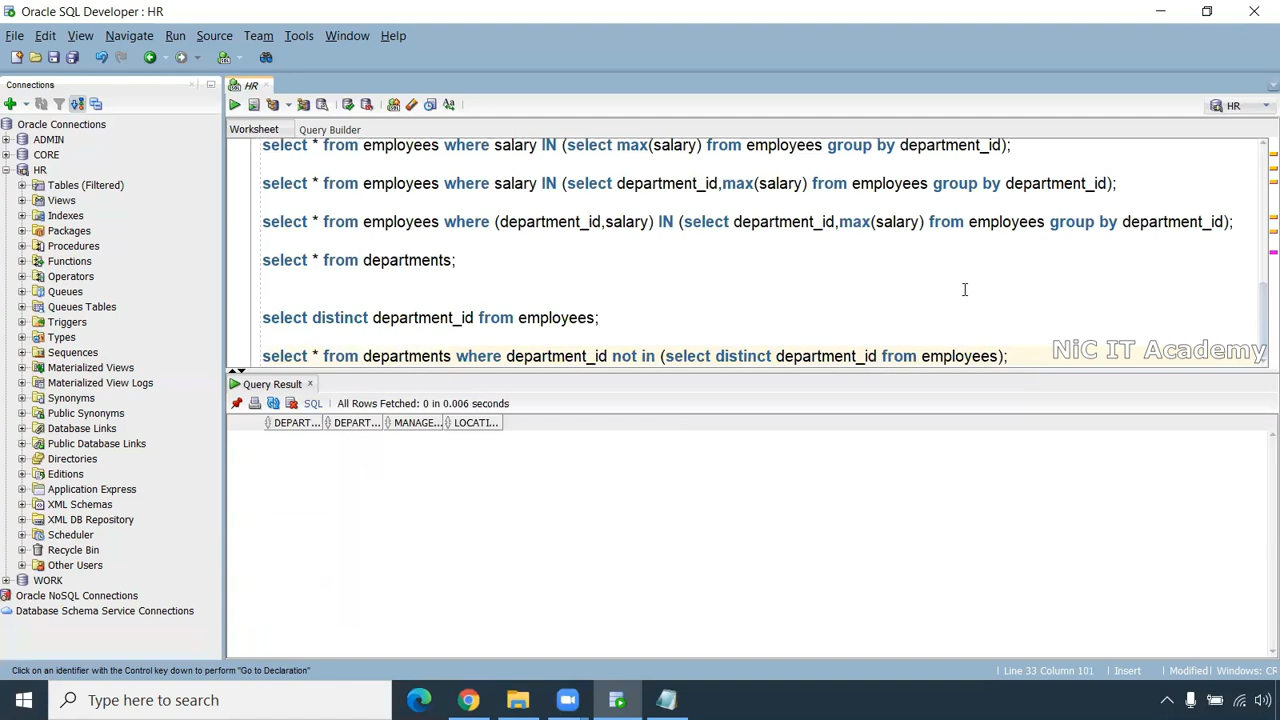 Oracle SQL Developer : HR
File Edit View Navigate Run Source Team Tools Window Help
Connections
HR
HR
Worksheet Query Builder
Oracle Connections
ADMIN
CORE
HR
Tables (Filtered)
Views
Indexes
Packages
Procedures
Functions
Operators
Queues
Queues Tables
Triggers
Types
Sequences
Materialized Views
Materialized View Logs
Synonyms
Public Synonyms
Database Links
Public Database Links
Directories
Editions
Application Express
XML Schemas
XML DB Repository
Scheduler
Recycle Bin
Other Users
WORK
Oracle NoSQL Connections
Database Schema Service Connections
select * from employees where salary IN (select max(salary) from employees group by department_id);
select * from employees where salary IN (select department_id,max(salary) from employees group by department_id);
select * from employees where (department_id,salary) IN (select department_id,max(salary) from employees group by department_id);
select * from departments;
select distinct department_id from employees;
select * from departments where department_id not in (select distinct department_id from employees);
NiC IT Academy
Query Result
SQL All Rows Fetched: 0 in 0.006 seconds
DEPART... DEPART... MANAGE... LOCATI...
Click on an identifier with the Control key down to perform "Go to Declaration"
Line 33 Column 101 Insert Modified Windows: CR
Type here to search